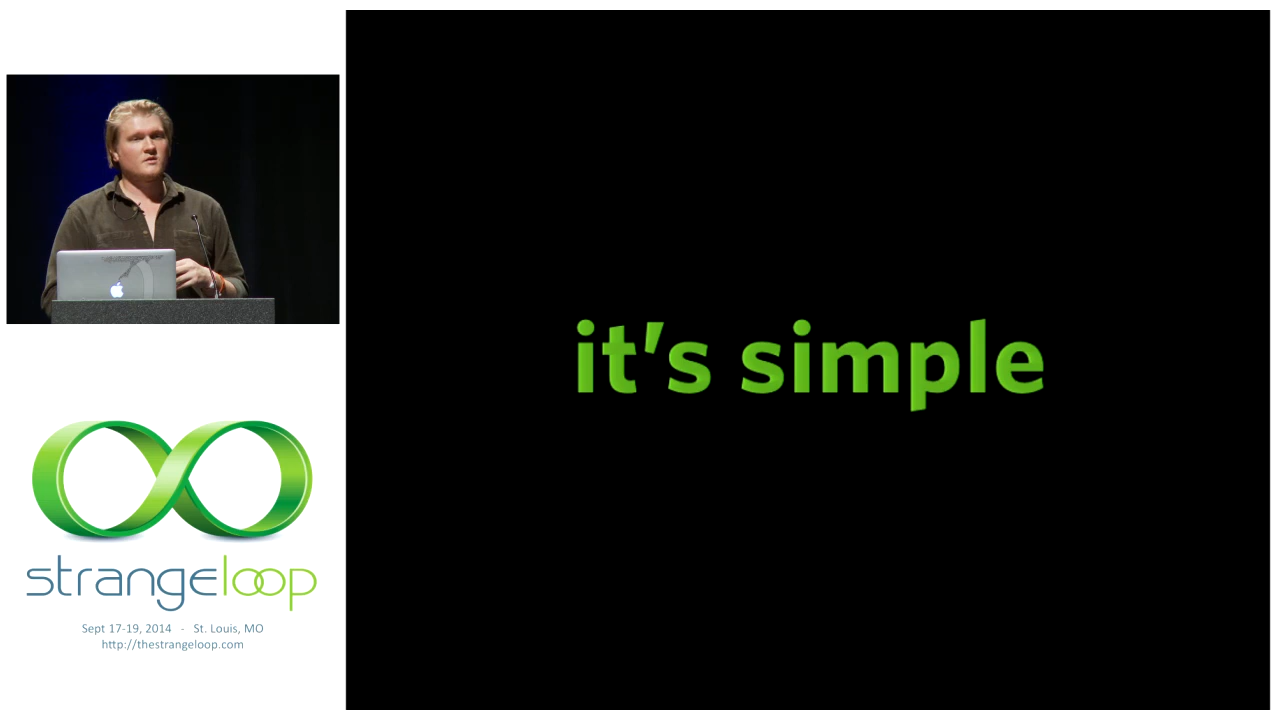 it's simple
strangeloop
Sept 17-19, 2014 - St. Louis, MO
http://thestrangeloop.com